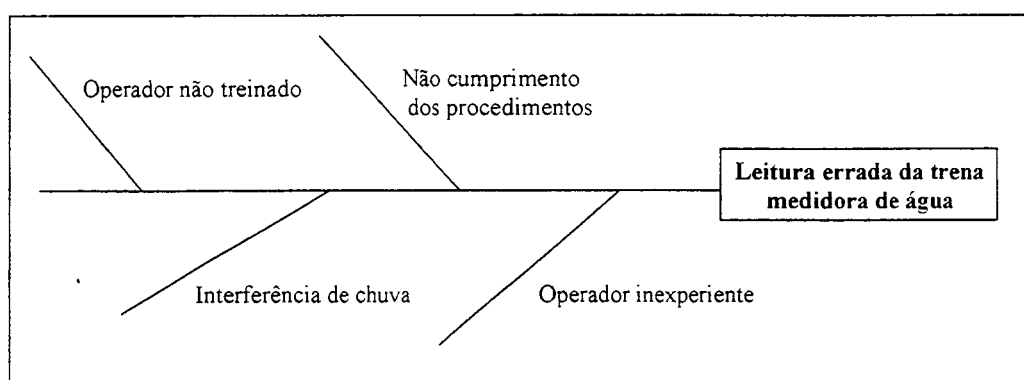 Operador não treinado
Não cumprimento
dos procedimentos
Leitura errada da trena
medidora de água
Interferência de chuva
Operador inexperiente